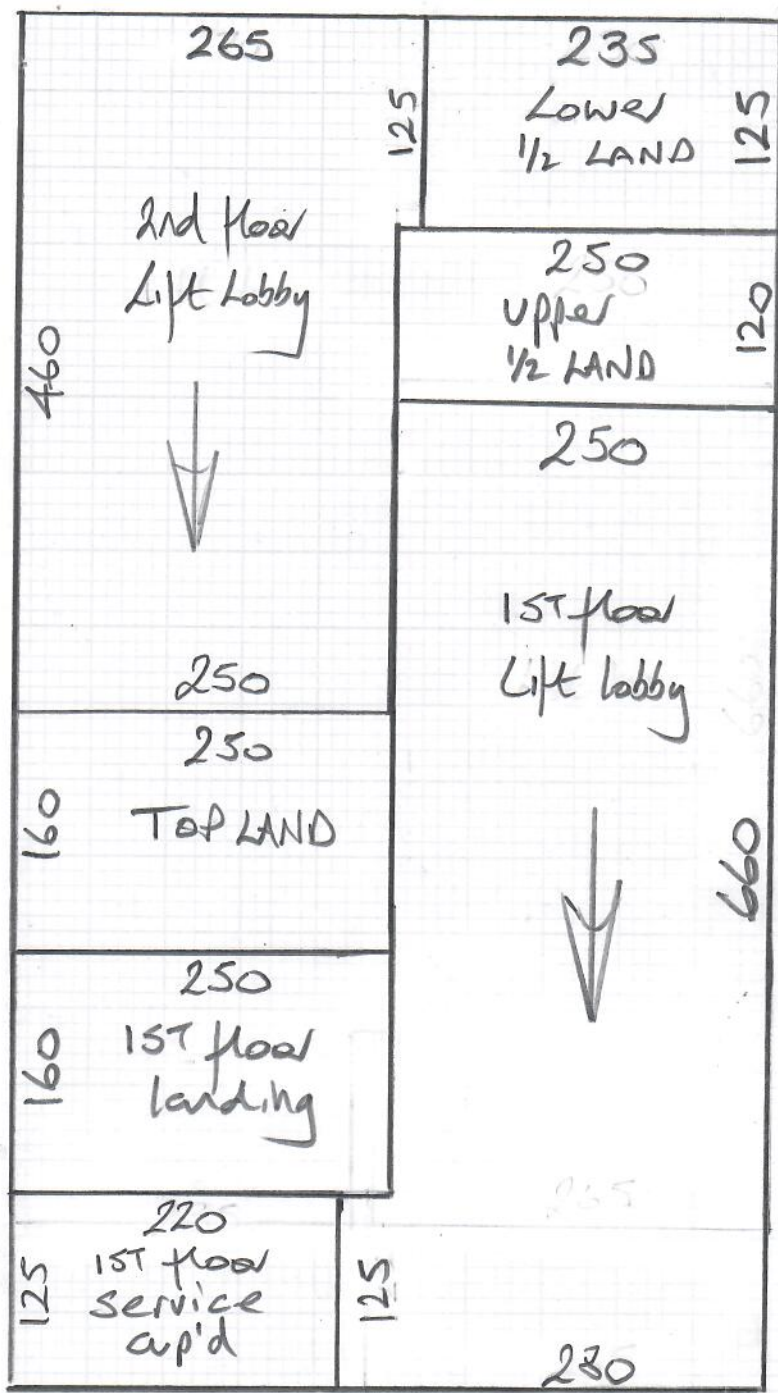 265
125
2nd floor
Lift Lobby
460
250
235
Lower
1/2 LAND
125
250
upper
1/2 LAND
120
250
1ST floor
Lift lobby
660
250
TOP LAND
160
250
1ST floor
landing
160
220
1ST floor
service
cup'd
125
125
280